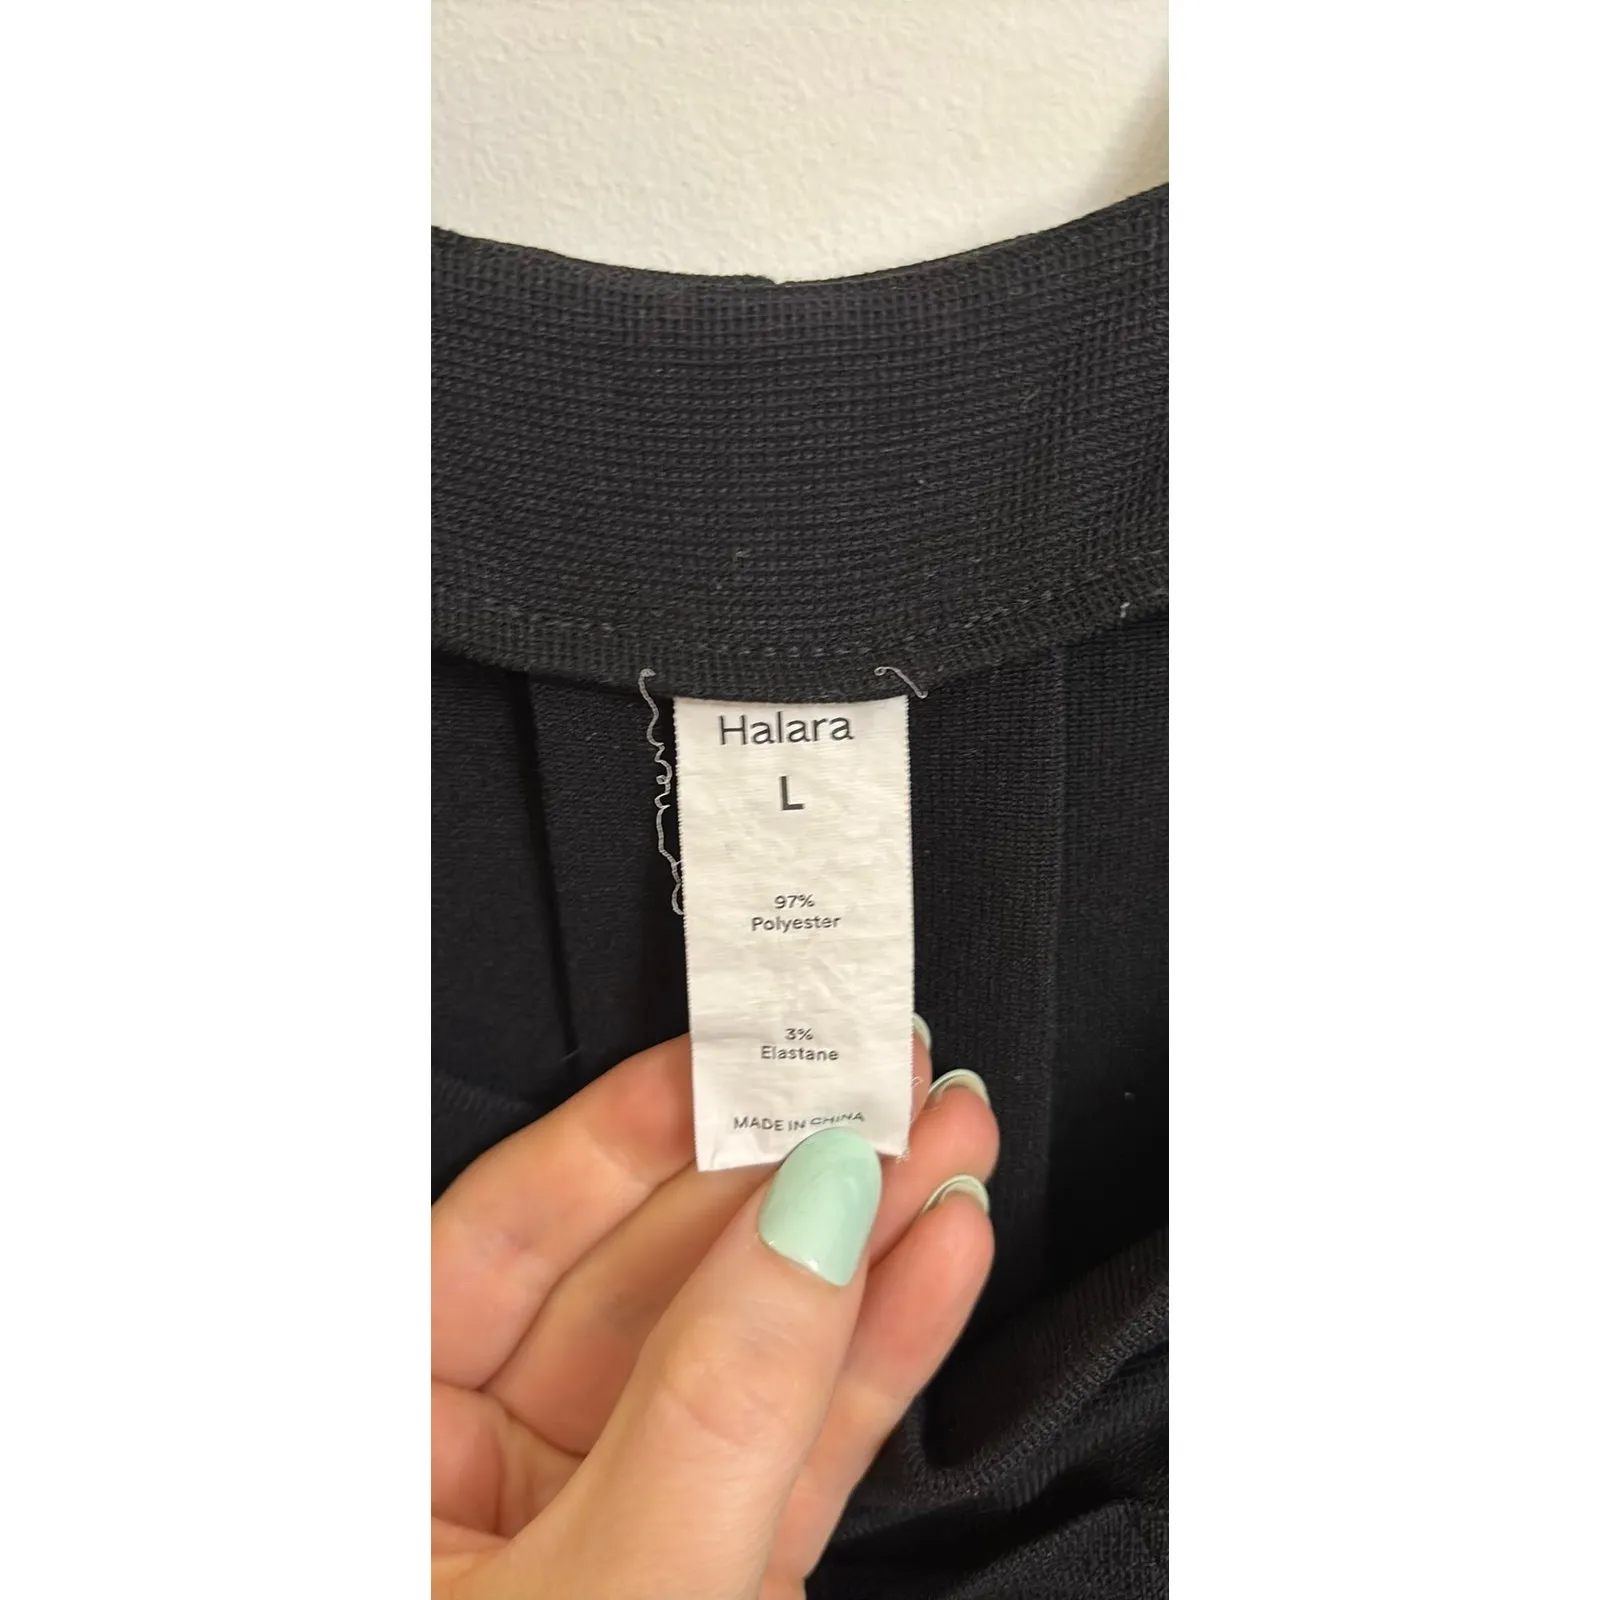 Halara
L
97%
Polyester
3%
Elastane
MADE IN CHINA